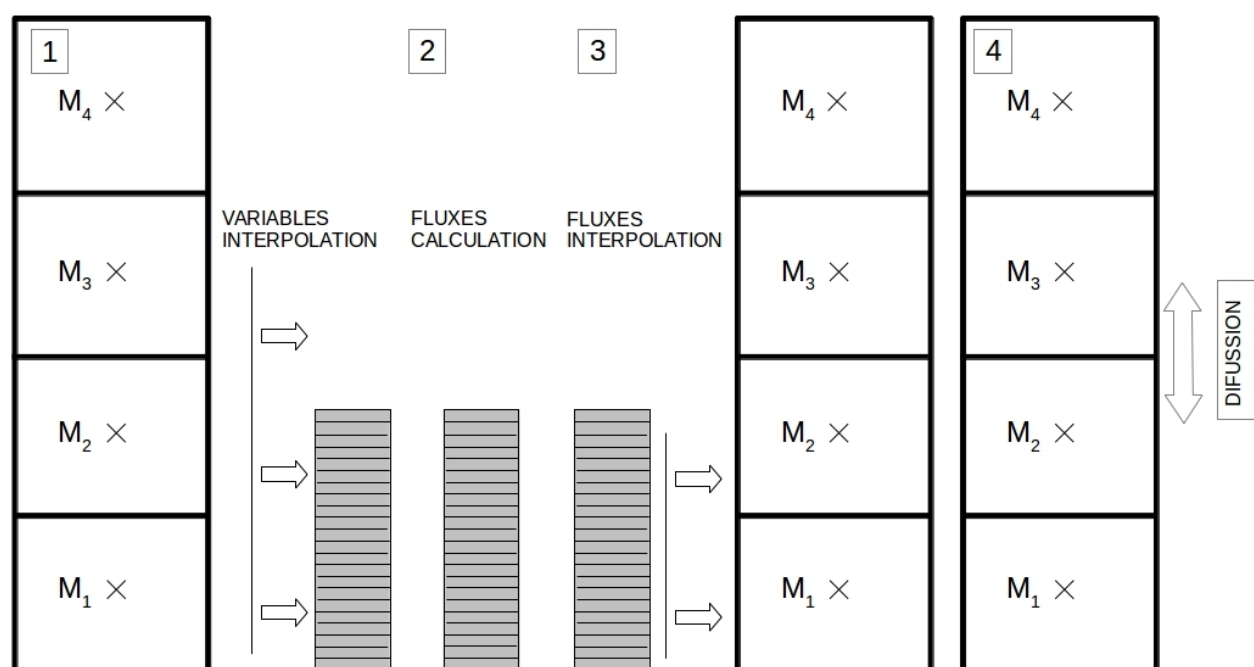 1
M4
M3
M2
M1
VARIABLES
INTERPOLATION
2
FLUXES
CALCULATION
3
FLUXES
INTERPOLATION
M4
M3
M2
M1
4
M4
M3
M2
M1
DIFUSSION